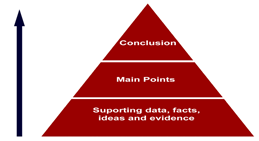 Conclusion
Main Points
Suporting data, facts,
ideas and evidence